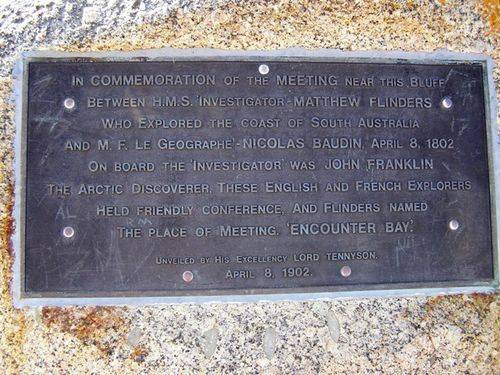 IN COMMEMORATION OF THE MEETING NEAR THIS BLUFF
BETWEEN H.M.S. 'INVESTIGATOR'-MATTHEW FLINDERS
WHO EXPLORED THE COAST OF SOUTH AUSTRALIA
AND M. F. LE GEOGRAPHE'-NICOLAS BAUDIN, APRIL 8, 1802
ON BOARD THE 'INVESTIGATOR' WAS JOHN FRANKLIN
THE ARCTIC DISCOVERER. THESE ENGLISH AND FRENCH EXPLORERS
HELD FRIENDLY CONFERENCE, AND FLINDERS NAMED
THE PLACE OF MEETING. 'ENCOUNTER BAY.'
UNVEILED BY HIS EXCELLENCY LORD TENNYSON.
APRIL 8, 1902.